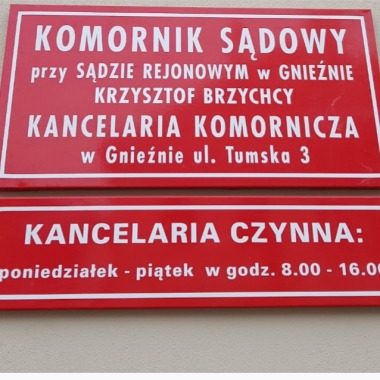 KOMORNIK SĄDOWY
przy SĄDZIE REJONOWYM w GNIEŹNIE
KRZYSZTOF BRZYCHCY
KANCELARIA KOMORNICZA
w Gnieźnie ul. Tumska 3
KANCELARIA CZYNNA:
poniedziałek - piątek w godz. 8.00 - 16.00